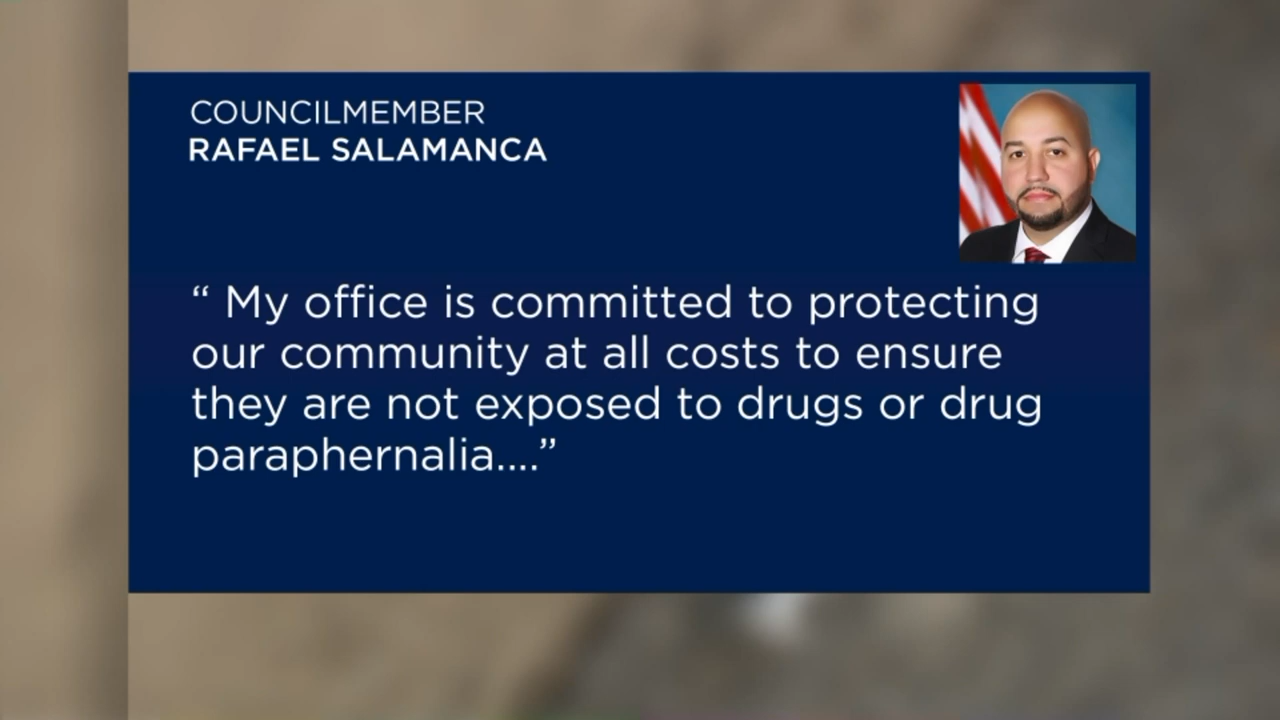 COUNCILMEMBER
RAFAEL SALAMANCA
“ My office is committed to protecting
our community at all costs to ensure
they are not exposed to drugs or drug
paraphernalia....”